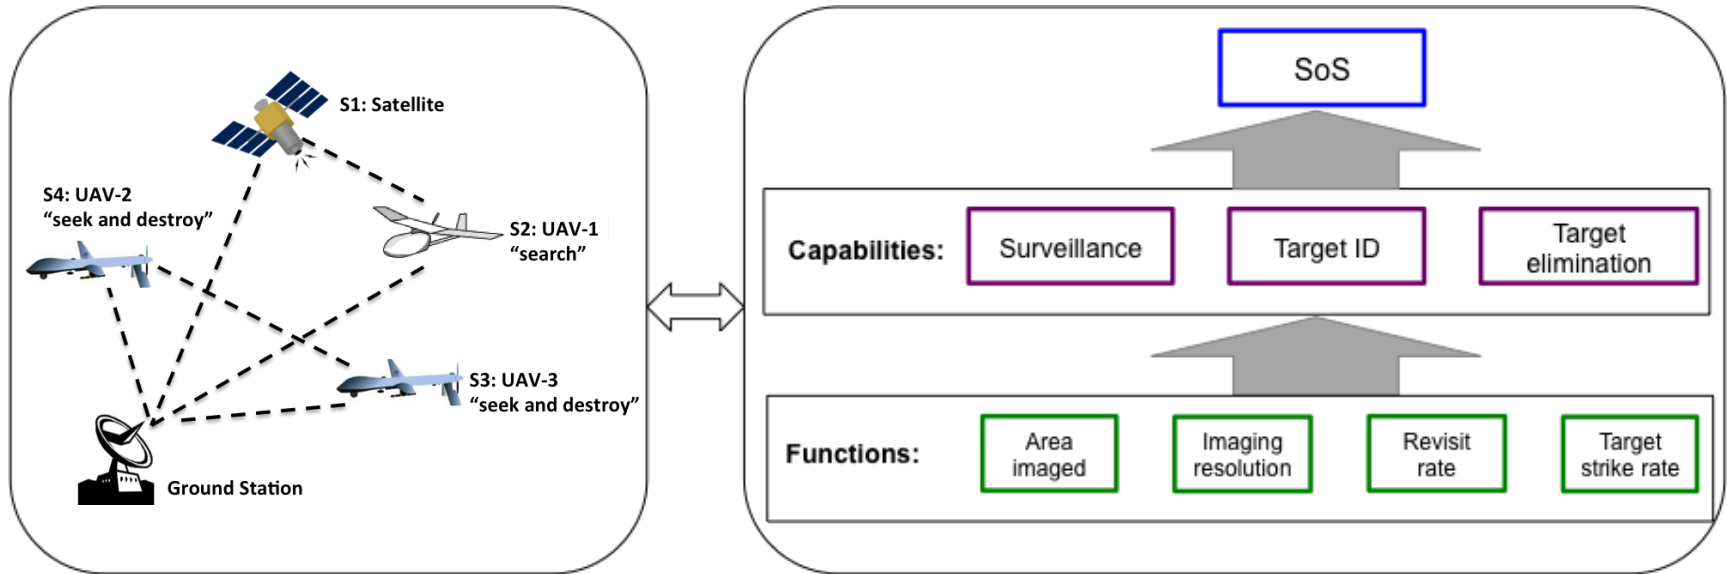 S1: Satellite
S4: UAV-2
“seek and destroy”
S2: UAV-1
“search”
S3: UAV-3
“seek and destroy”
Ground Station
SoS
Capabilities:
Surveillance
Target ID
Target
elimination
Functions:
Area
imaged
Imaging
resolution
Revisit
rate
Target
strike rate